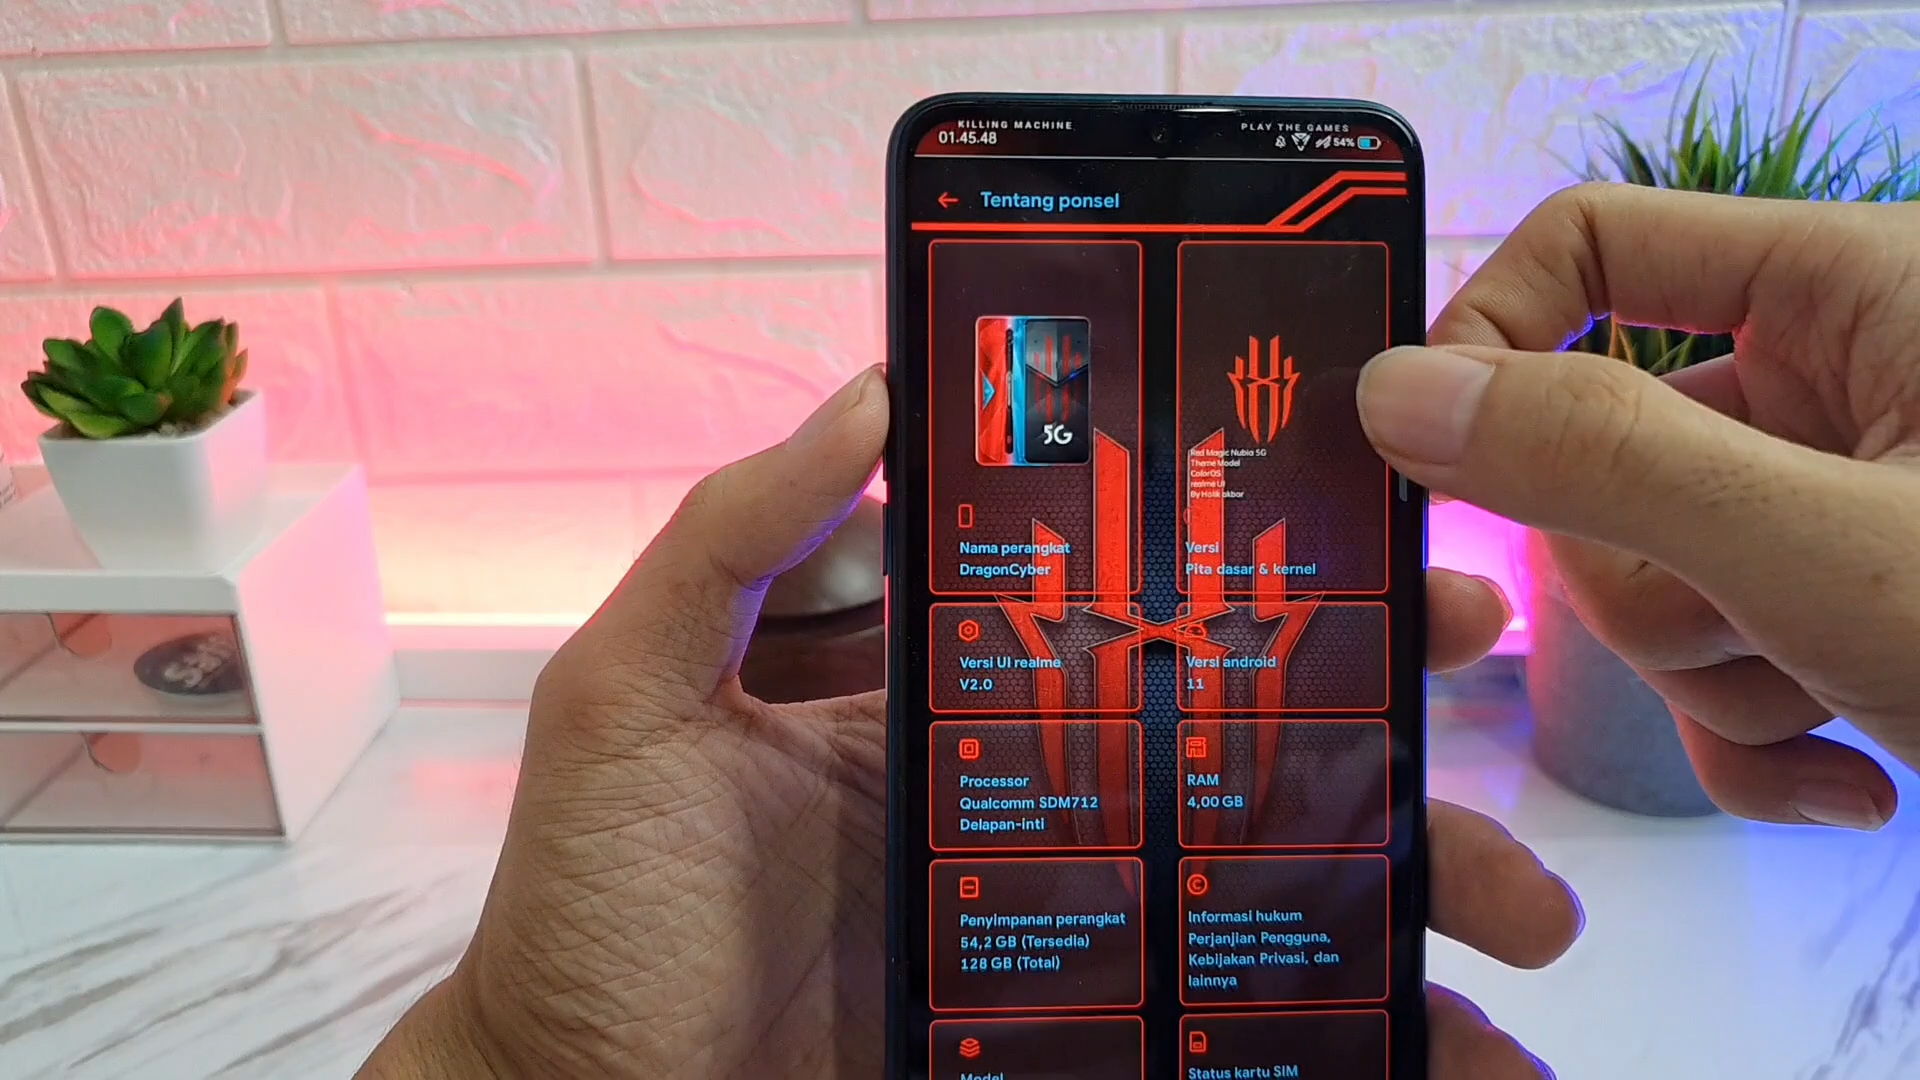 KILLING MACHINE
PLAY THE GAMES
01.45.48
54%
Tentang ponsel
5G
Nama perangkat
DragonCyber
Red Magic Nubia 5G
Theme Model
ColorOS
realme UI
By Holik akbar
Versi
Pita dasar & kernel
Versi UI realme
V2.0
Versi android
11
Processor
Qualcomm SDM712
Delapan-inti
RAM
4,00 GB
Penyimpanan perangkat
54,2 GB (Tersedia)
128 GB (Total)
Informasi hukum
Perjanjian Pengguna,
Kebijakan Privasi, dan
lainnya
Model
Status kartu SIM